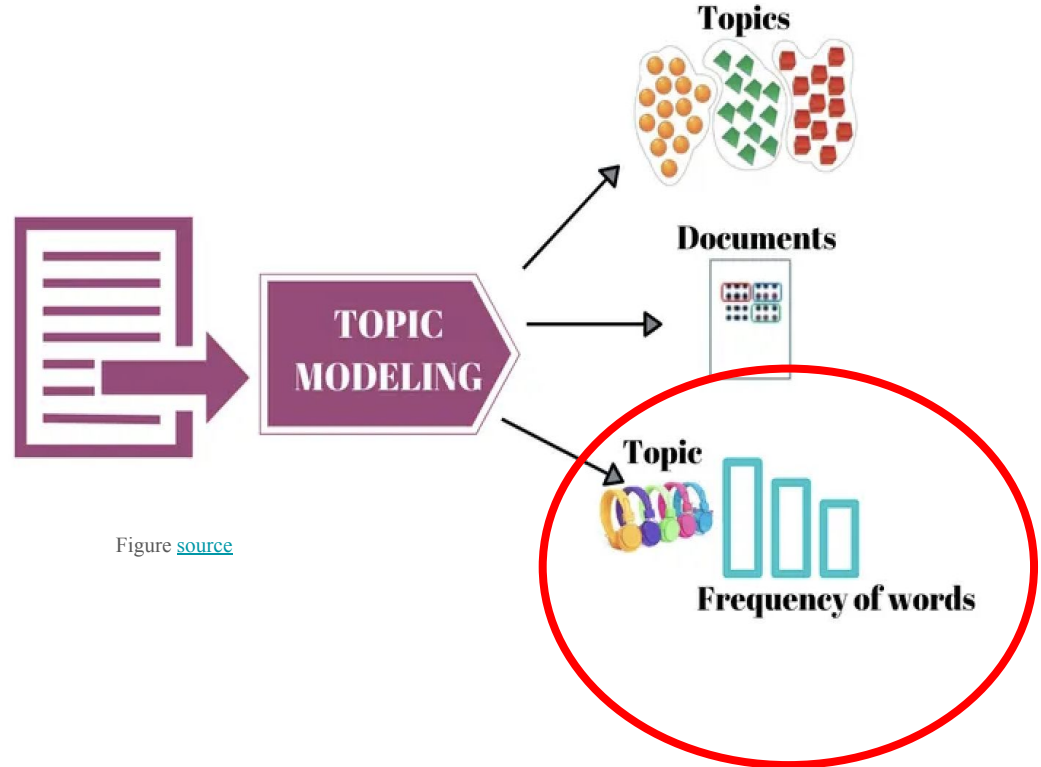 Topics
Documents
TOPIC
MODELING
Topic
Frequency of words
Figure source